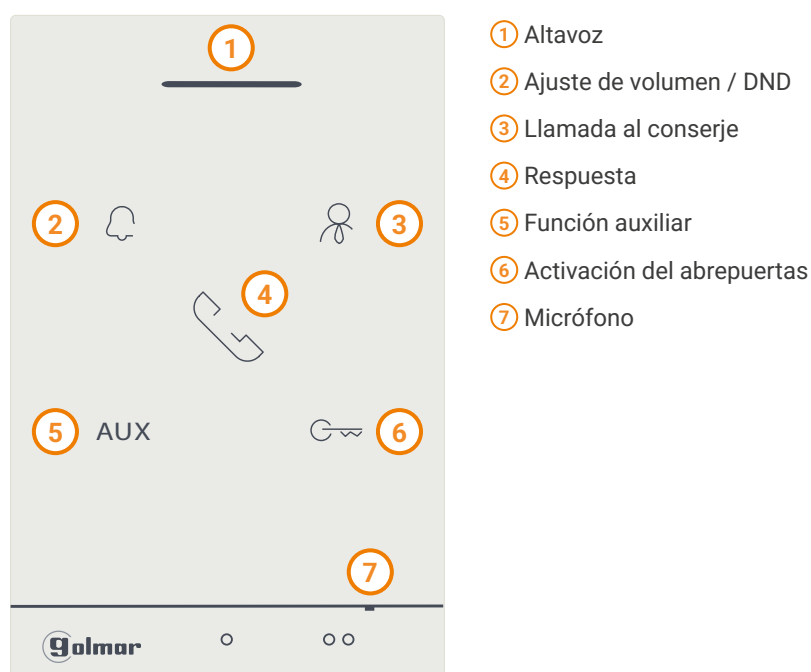 1
1 Altavoz
2 Ajuste de volumen / DND
3 Llamada al conserje
4 Respuesta
5 Función auxiliar
6 Activación del abrepuertas
7 Micrófono
2
3
4
5 AUX
6
7
golmar